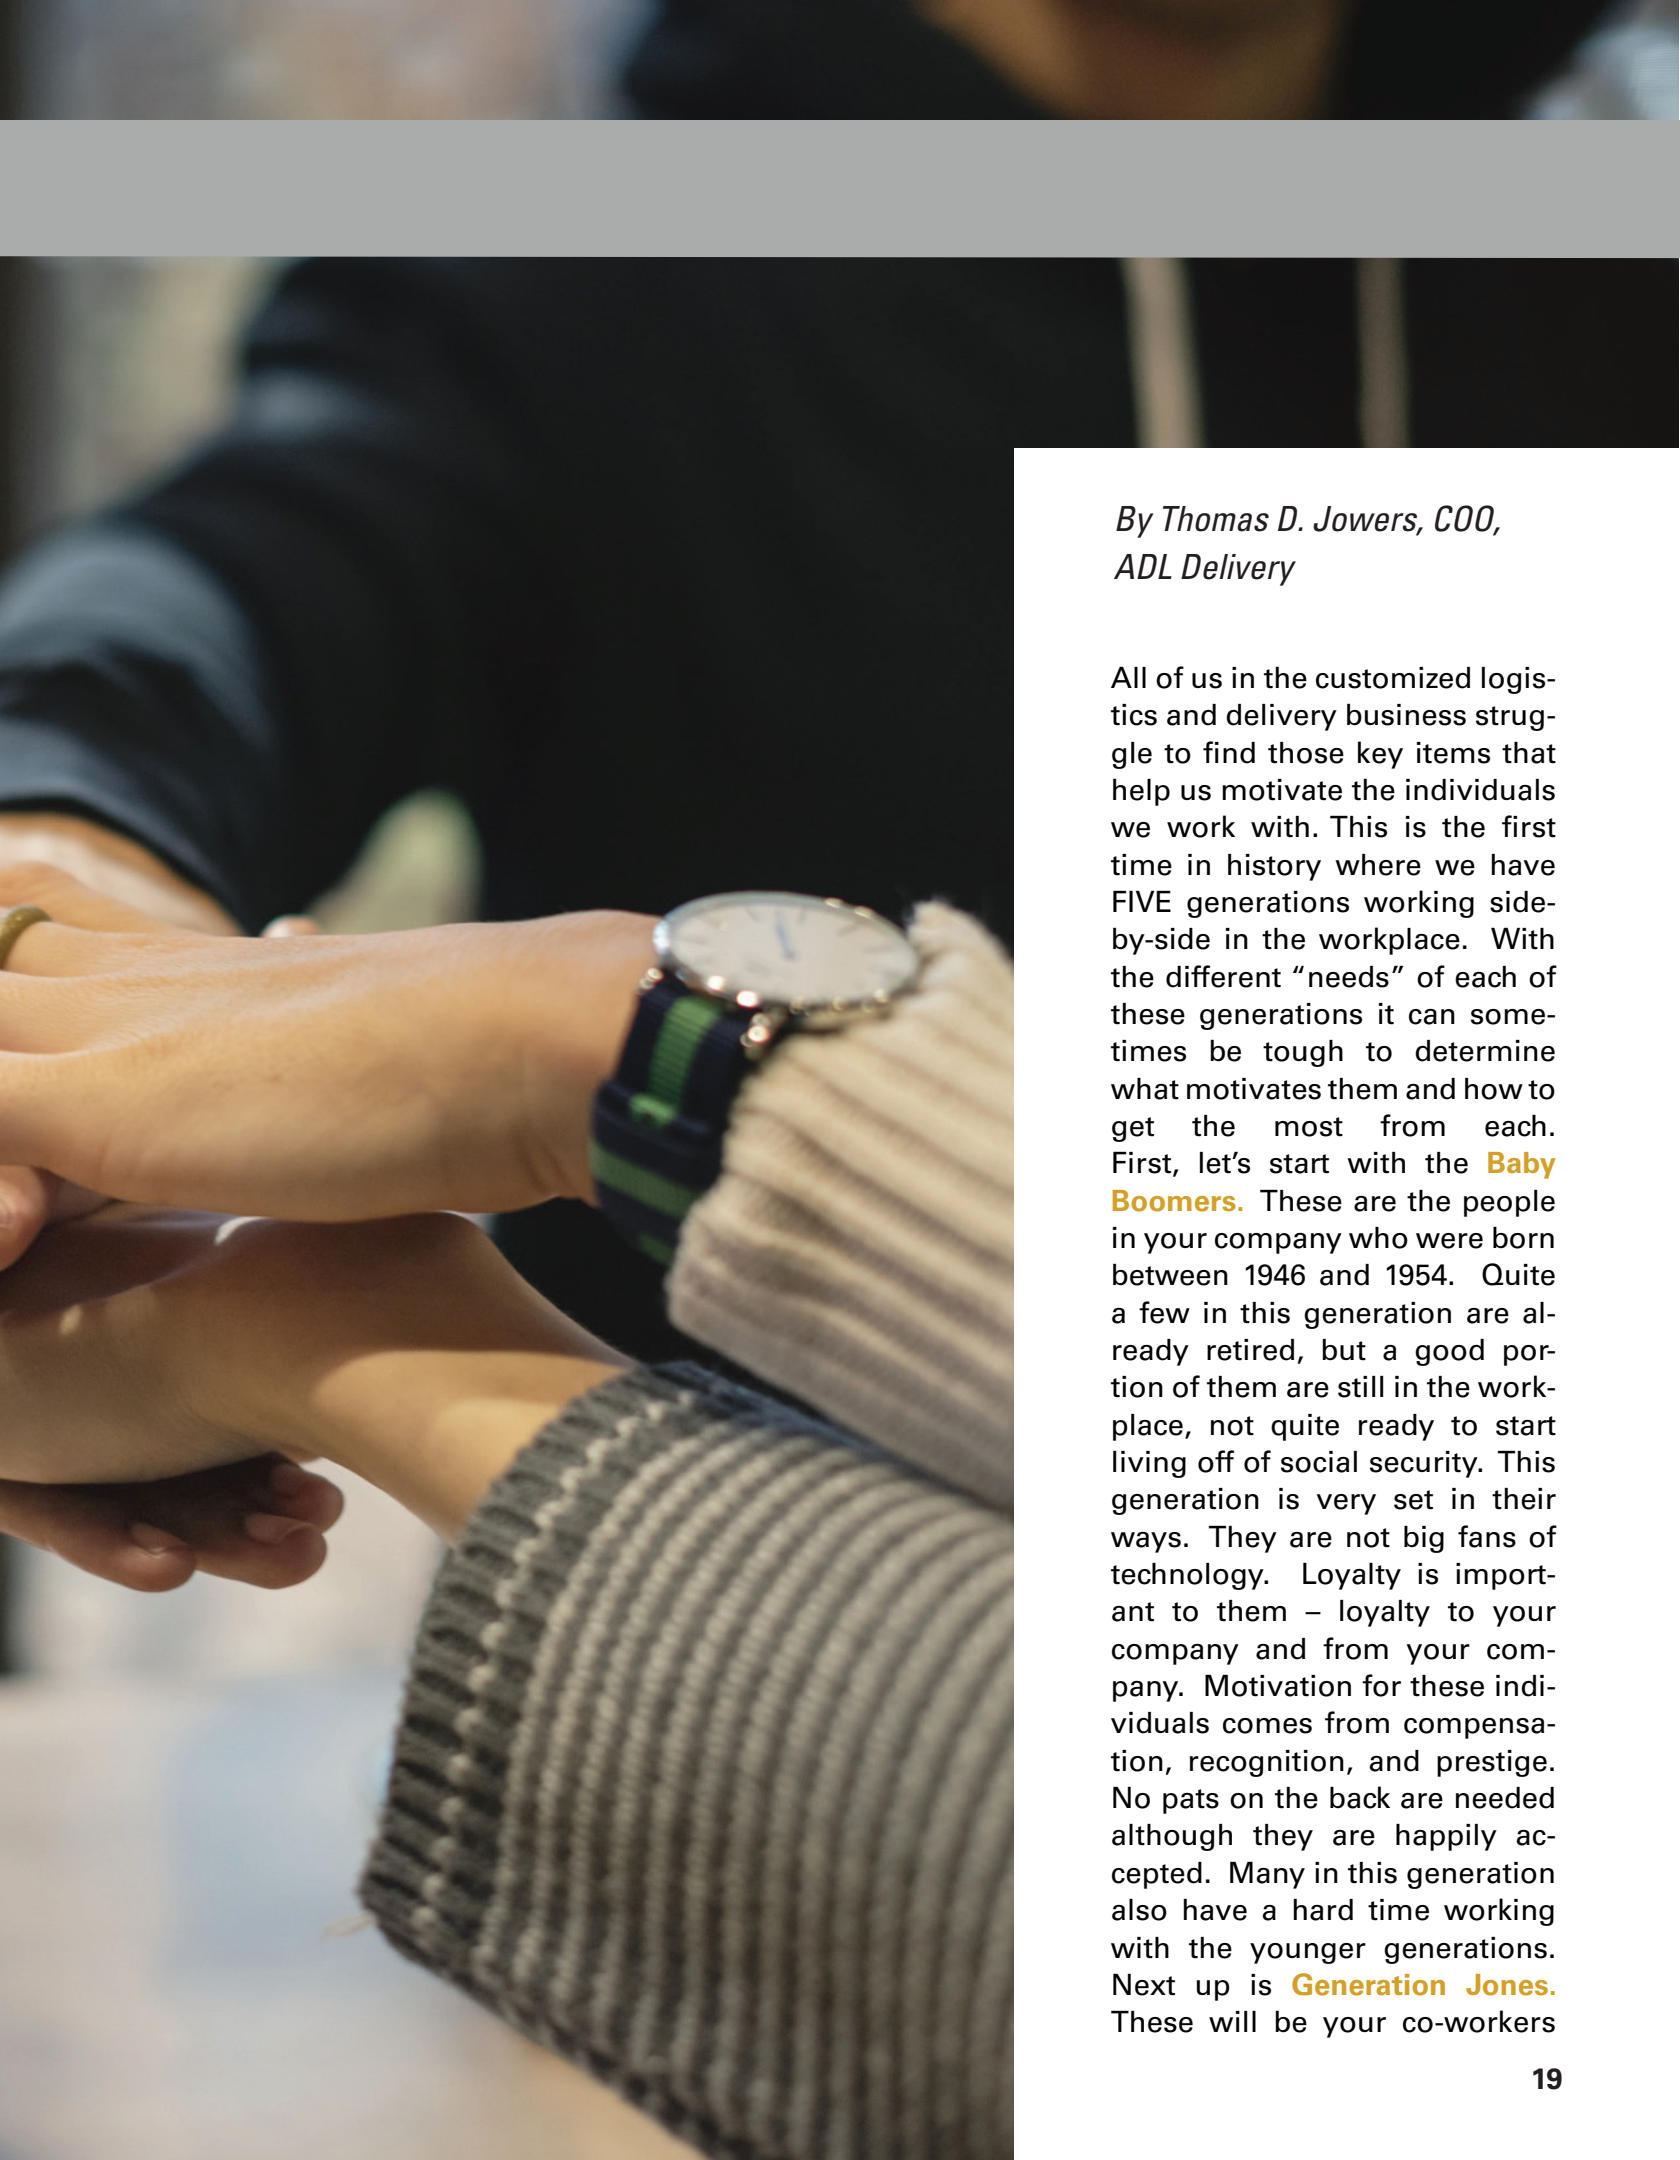 By Thomas D. Jowers, COO,
ADL Delivery
All of us in the customized logis-
tics and delivery business strug-
gle to find those key items that
help us motivate the individuals
we work with. This is the first
time in history where we have
FIVE generations working side-
by-side in the workplace. With
the different “needs” of each of
these generations it can some-
times be tough to determine
what motivates them and how to
get the most from each.
First, let’s start with the Baby
Boomers. These are the people
in your company who were born
between 1946 and 1954. Quite
a few in this generation are al-
ready retired, but a good por-
tion of them are still in the work-
place, not quite ready to start
living off of social security. This
generation is very set in their
ways. They are not big fans of
technology. Loyalty is import-
ant to them – loyalty to your
company and from your com-
pany. Motivation for these indi-
viduals comes from compensa-
tion, recognition, and prestige.
No pats on the back are needed
although they are happily ac-
cepted. Many in this generation
also have a hard time working
with the younger generations.
Next up is Generation Jones.
These will be your co-workers
19